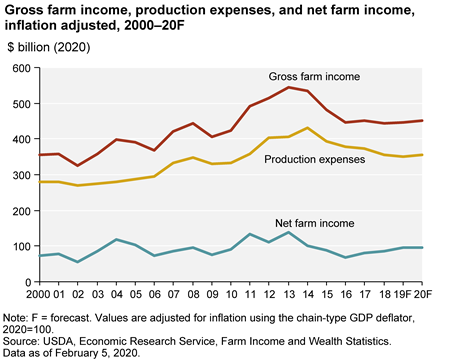 Gross farm income, production expenses, and net farm income,
inflation adjusted, 2000–20F
$ billion (2020)
600
Gross farm income
500
400
Production expenses
300
200
Net farm income
100
0
2000 01 02 03 04 05 06 07 08 09 10 11 12 13 14 15 16 17 18 19F 20F
Note: F = forecast. Values are adjusted for inflation using the chain-type GDP deflator,
2020=100.
Source: USDA, Economic Research Service, Farm Income and Wealth Statistics.
Data as of February 5, 2020.